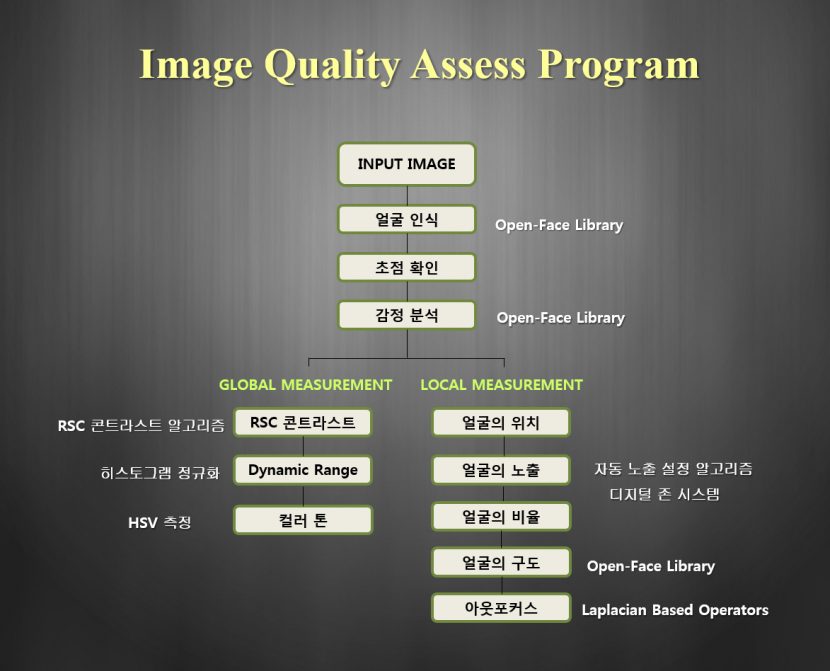 Image Quality Assess Program
INPUT IMAGE
얼굴 인식
Open-Face Library
초점 확인
감정 분석
Open-Face Library
GLOBAL MEASUREMENT
RSC 콘트라스트 알고리즘
RSC 콘트라스트
히스토그램 정규화
Dynamic Range
HSV 측정
컬러 톤
LOCAL MEASUREMENT
얼굴의 위치
얼굴의 노출
자동 노출 설정 알고리즘
디지털 존 시스템
얼굴의 비율
얼굴의 구도
Open-Face Library
아웃포커스
Laplacian Based Operators